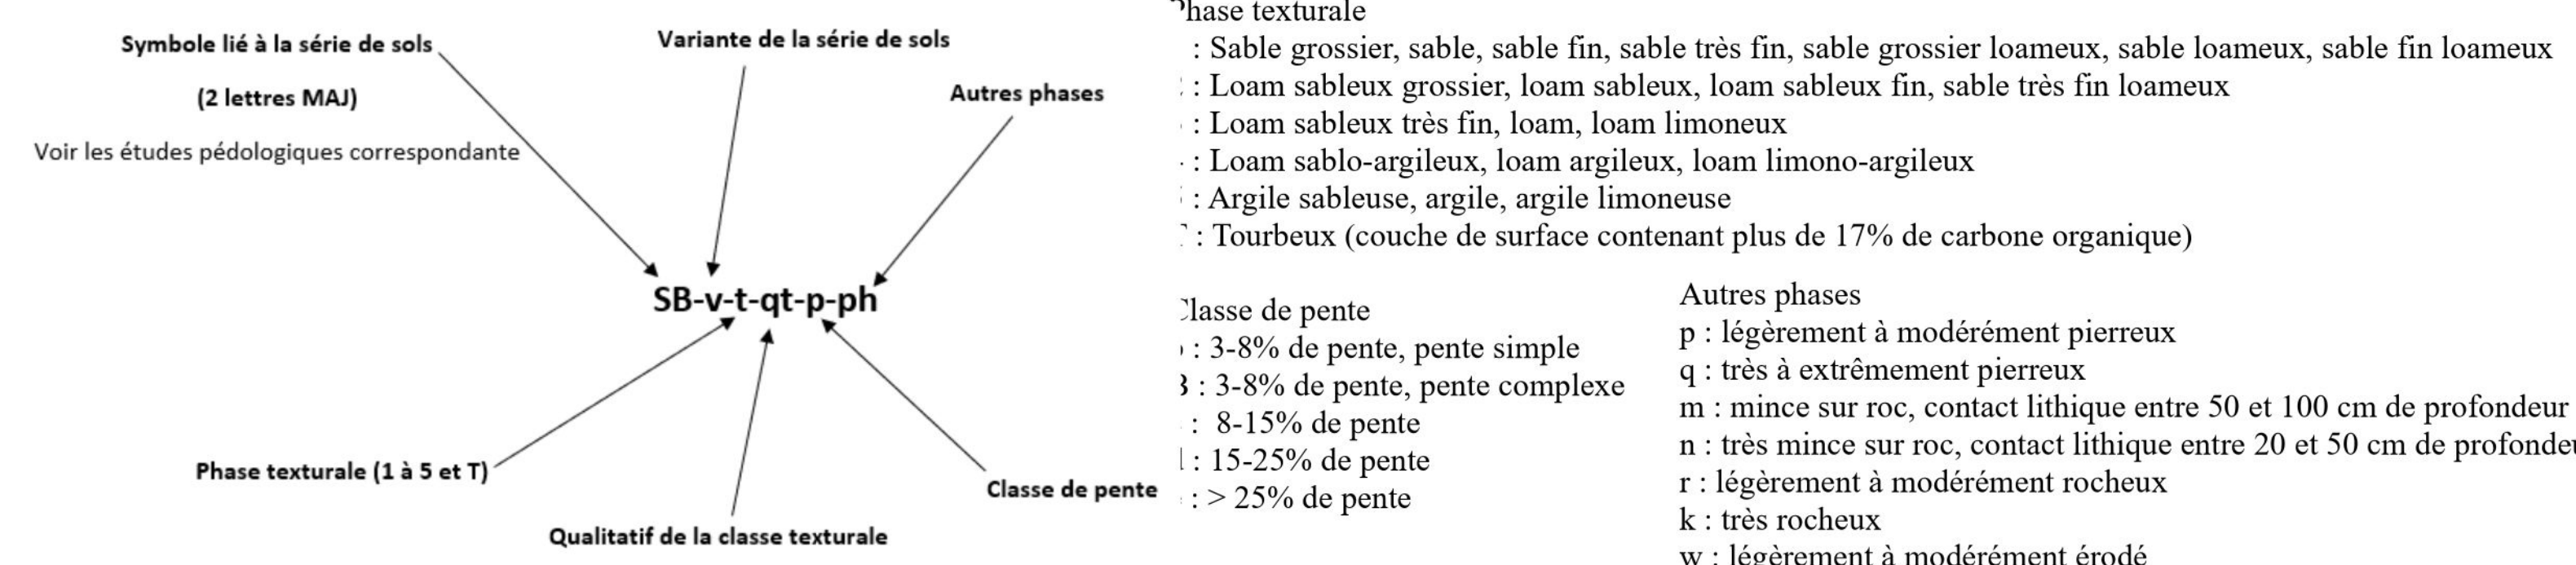 Symbole lié à la série de sols
(2 lettres MAJ)
Voir les études pédologiques correspondante
Variante de la série de sols
Autres phases
SB-v-t-qt-p-ph
Phase texturale (1 à 5 et T)
Qualitatif de la classe texturale
Classe de pente
Phase texturale
: Sable grossier, sable, sable fin, sable très fin, sable grossier loameux, sable loameux, sable fin loameux
: Loam sableux grossier, loam sableux, loam sableux fin, sable très fin loameux
: Loam sableux très fin, loam, loam limoneux
: Loam sablo-argileux, loam argileux, loam limono-argileux
: Argile sableuse, argile, argile limoneuse
: Tourbeux (couche de surface contenant plus de 17% de carbone organique)
Classe de pente
: 3-8% de pente, pente simple
: 3-8% de pente, pente complexe
: 8-15% de pente
: 15-25% de pente
: > 25% de pente
Autres phases
p : légèrement à modérément pierreux
q : très à extrêmement pierreux
m : mince sur roc, contact lithique entre 50 et 100 cm de profondeur
n : très mince sur roc, contact lithique entre 20 et 50 cm de
r : légèrement à modérément rocheux
k : très rocheux
w : légèrement à modérément érodé